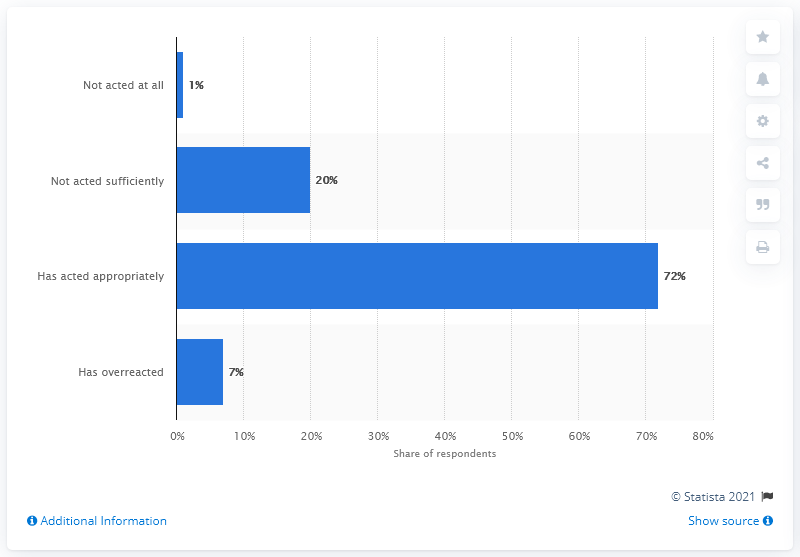 Not acted at all 1%
Not acted sufficiently 20%
Has acted appropriately 72%
Has overreacted 7%
0% 10% 20% 30% 40% 50% 60% 70% 80%
Share of respondents
© Statista 2021
Additional Information Show source